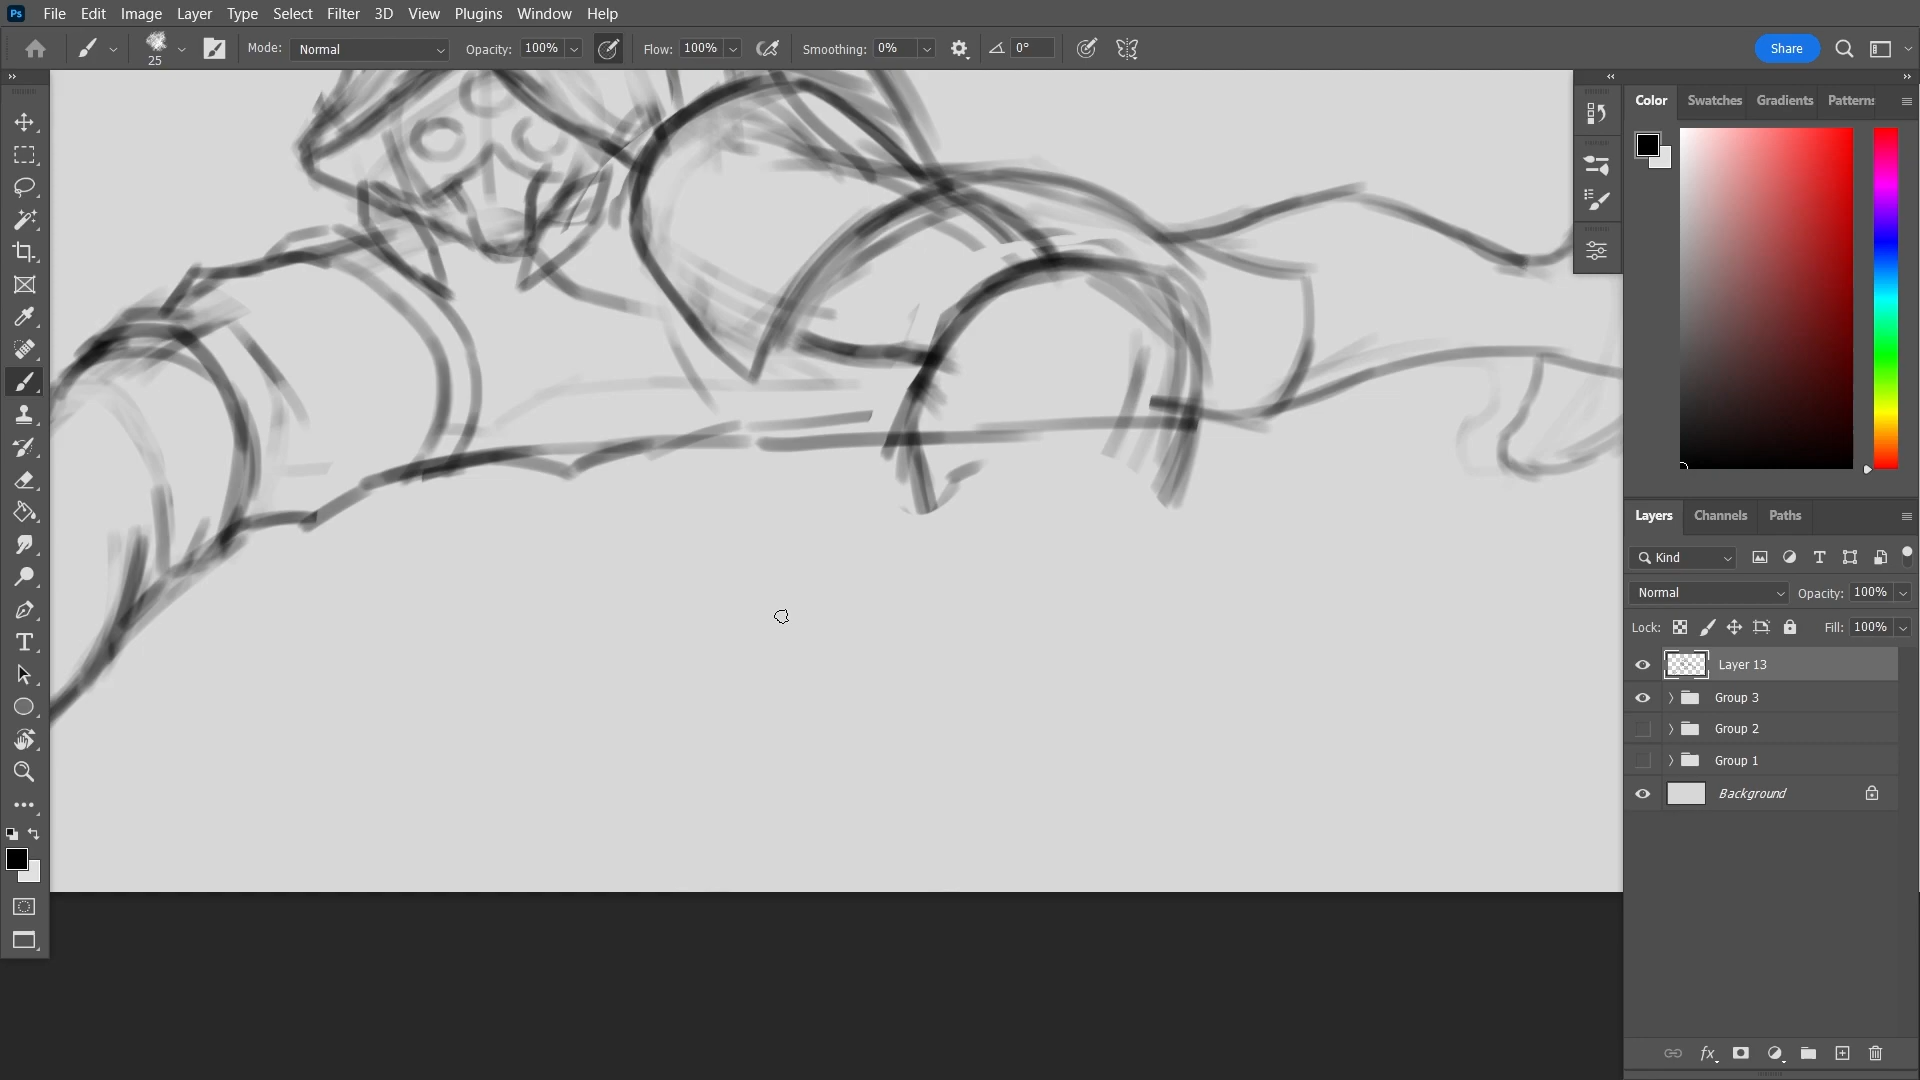 Ps File Edit Image Layer Type Select Filter 3D View Plugins Window Help
25 Mode: Normal Opacity: 100% Flow: 100% Smoothing: 0% 0° Share
Color Swatches Gradients Patterns
Layers Channels Paths
Kind
Normal Opacity: 100%
Lock: Fill: 100%
Layer 13
Group 3
Group 2
Group 1
Background
fx